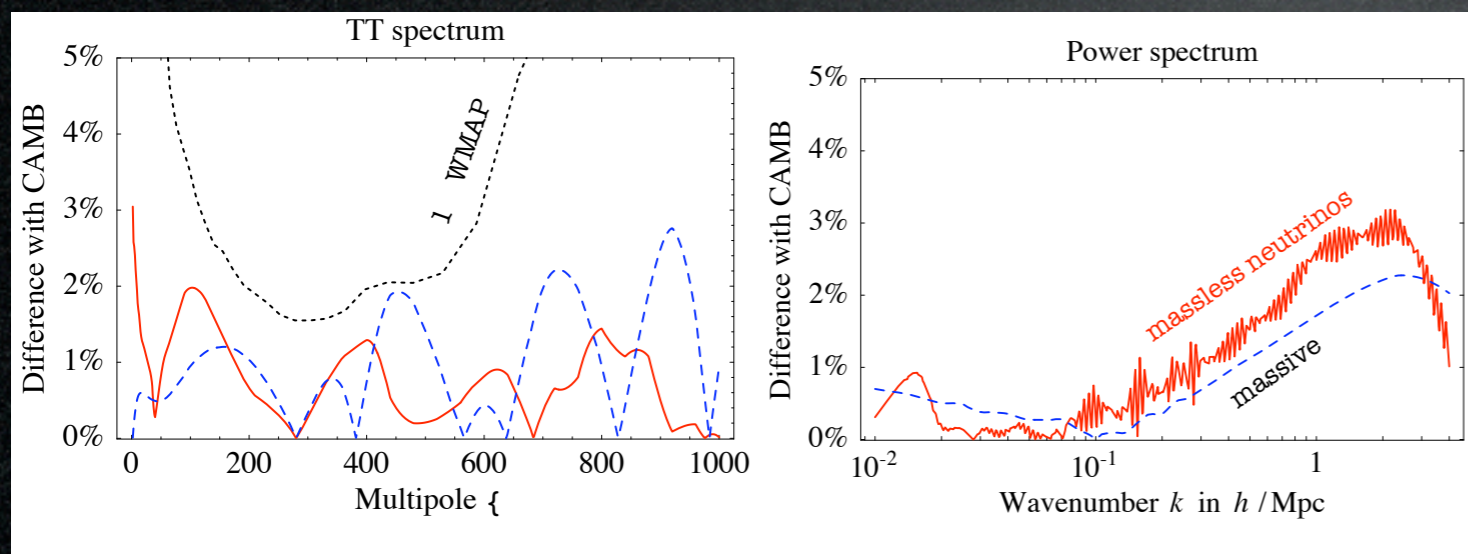 TT spectrum
5%
4%
3%
2%
1%
0%
Difference with CAMB
1 WMAP
0 200 400 600 800 1000
Multipole {
Power spectrum
5%
4%
3%
2%
1%
0%
Difference with CAMB
massless neutrinos
massive
10-2 10-1 1
Wavenumber k in h / Mpc